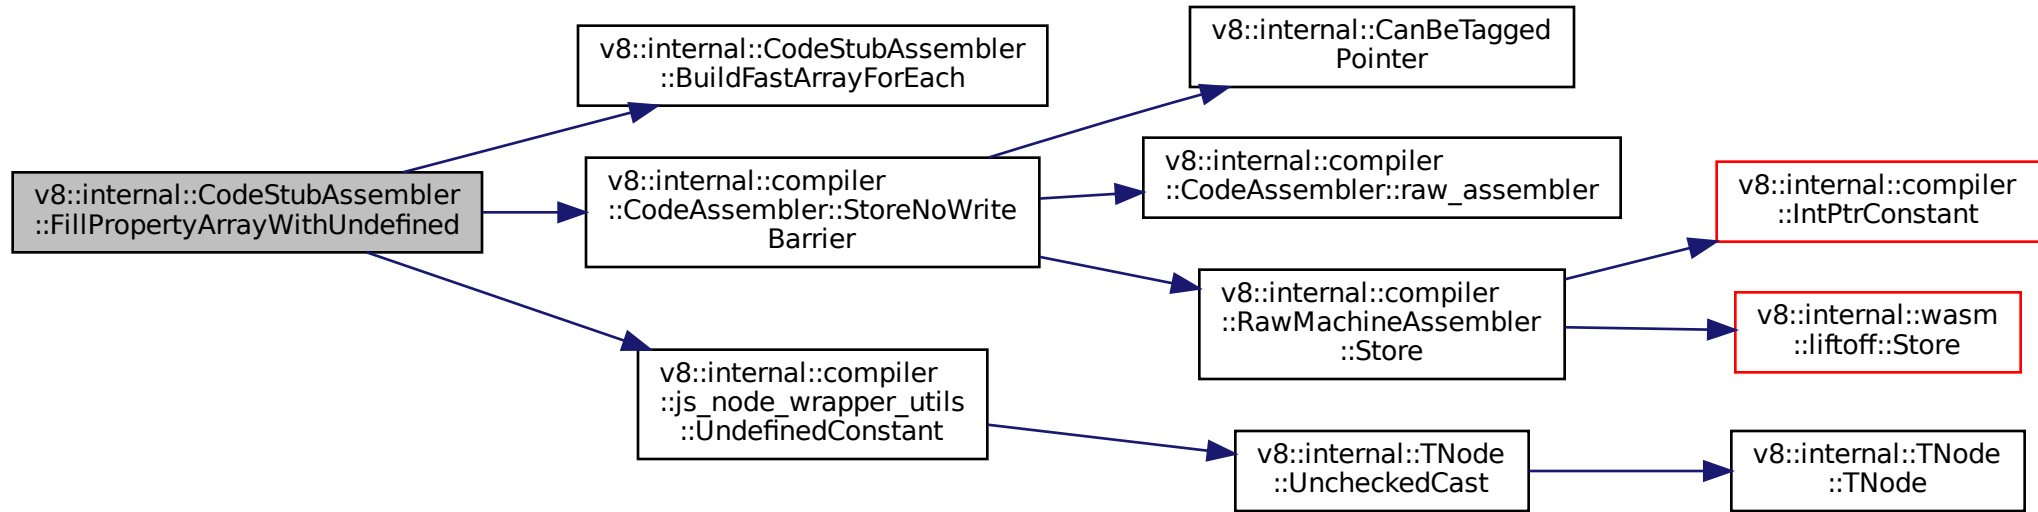 v8::internal::CodeStubAssembler
::FillPropertyArrayWithUndefined
v8::internal::CodeStubAssembler
::BuildFastArrayForEach
v8::internal::compiler
::CodeAssembler::StoreNoWrite
Barrier
v8::internal::compiler
::js_node_wrapper_utils
::UndefinedConstant
v8::internal::CanBeTagged
Pointer
v8::internal::compiler
::CodeAssembler::raw_assembler
v8::internal::compiler
::RawMachineAssembler
::Store
v8::internal::TNode
::UncheckedCast
v8::internal::compiler
::IntPtrConstant
v8::internal::wasm
::liftoff::Store
v8::internal::TNode
::TNode